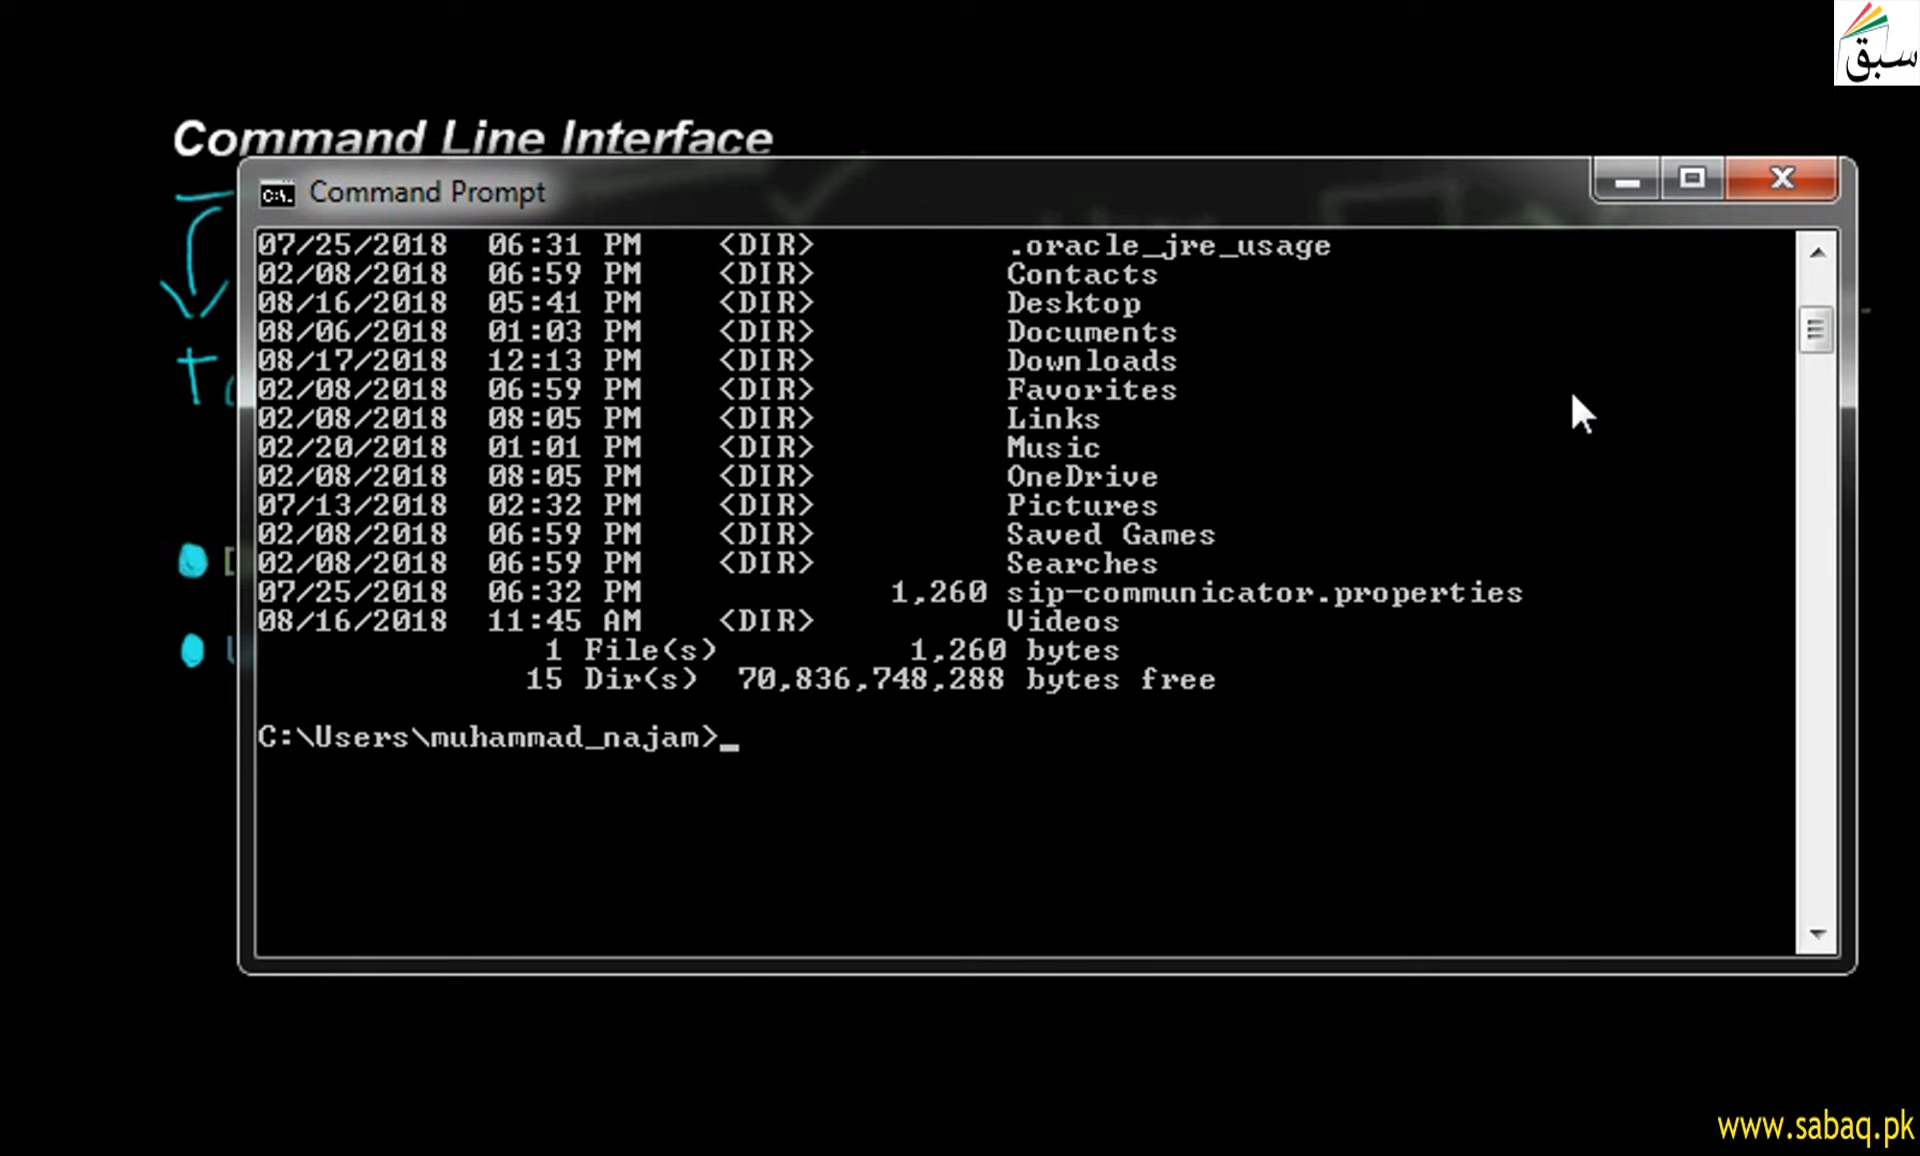 سبق
Command Line Interface
Command Prompt
07/25/2018 06:31 PM <DIR> .oracle_jre_usage
02/08/2018 06:59 PM <DIR> Contacts
08/16/2018 05:41 PM <DIR> Desktop
08/06/2018 01:03 PM <DIR> Documents
08/17/2018 12:13 PM <DIR> Downloads
02/08/2018 06:59 PM <DIR> Favorites
02/08/2018 08:05 PM <DIR> Links
02/20/2018 01:01 PM <DIR> Music
02/08/2018 08:05 PM <DIR> OneDrive
07/13/2018 02:32 PM <DIR> Pictures
02/08/2018 06:59 PM <DIR> Saved Games
02/08/2018 06:59 PM <DIR> Searches
07/25/2018 06:32 PM 1,260 sip-communicator.properties
08/16/2018 11:45 AM <DIR> Videos
1 File(s) 1,260 bytes
15 Dir(s) 70,836,748,288 bytes free
C:\Users\muhammad_najam>_
www.sabaq.pk